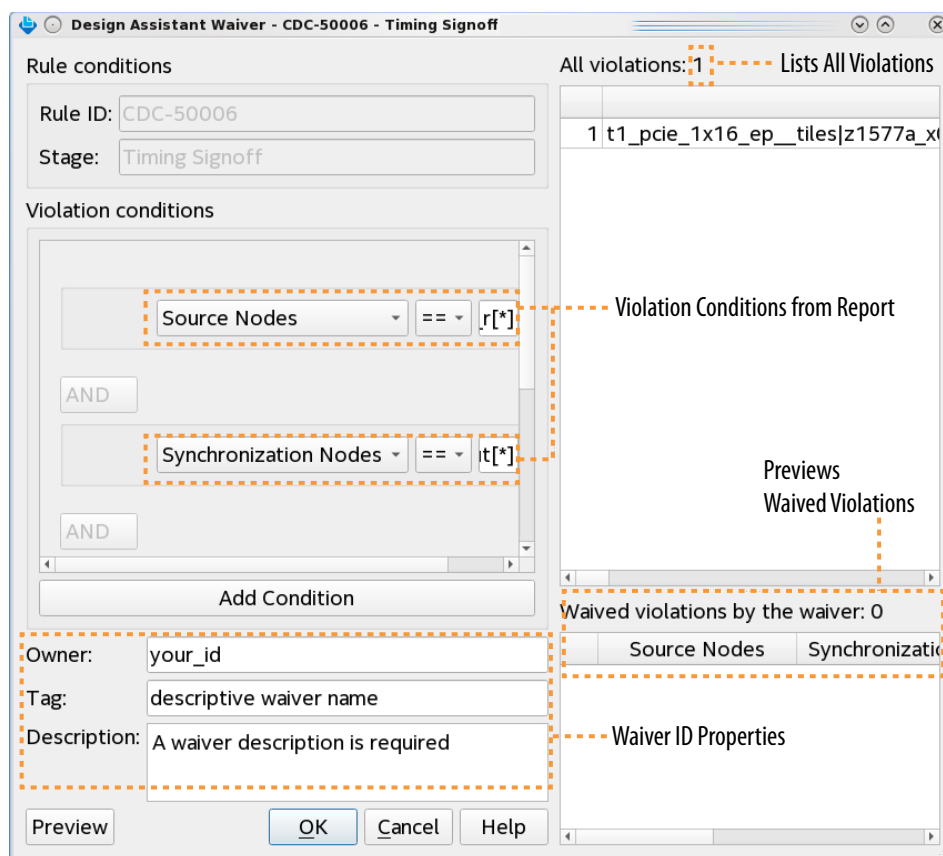 Design Assistant Waiver - CDC-50006 - Timing Signoff
Rule conditions
Rule ID: CDC-50006
Stage: Timing Signoff
Violation conditions
Source Nodes == _r[*]
AND
Synchronization Nodes == ut[*]
AND
Add Condition
Owner: your_id
Tag: descriptive waiver name
Description: A waiver description is required
Preview OK Cancel Help
All violations: 1
Lists All Violations
1 t1_pcie_1x16_ep__tiles|z1577a_x
Violation Conditions from Report
Previews
Waived Violations
Waived violations by the waiver: 0
Source Nodes Synchronizatio
Waiver ID Properties